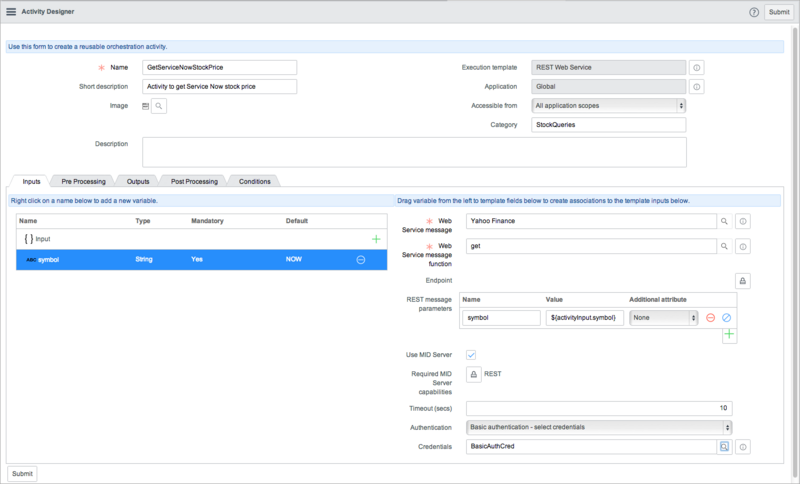 Activity Designer
Submit
Use this form to create a reusable orchestration activity.
Name
GetServiceNowStockPrice
Execution template
REST Web Service
Short description
Activity to get Service Now stock price
Application
Global
Image
Accessible from
All application scopes
Category
StockQueries
Description
Inputs
Pre Processing
Outputs
Post Processing
Conditions
Right click on a name below to add a new variable.
Drag variable from the left to template fields below to create associations to the template inputs below.
Name
Type
Mandatory
Default
{ } Input
ABC symbol
String
Yes
NOW
Web
Service message
Yahoo Finance
Web
Service message
function
get
Endpoint
REST message
parameters
Name
Value
Additional attribute
symbol
${activityInput.symbol}
None
Use MID Server
Required MID
Server
capabilities
REST
Timeout (secs)
10
Authentication
Basic authentication - select credentials
Credentials
BasicAuthCred
Submit